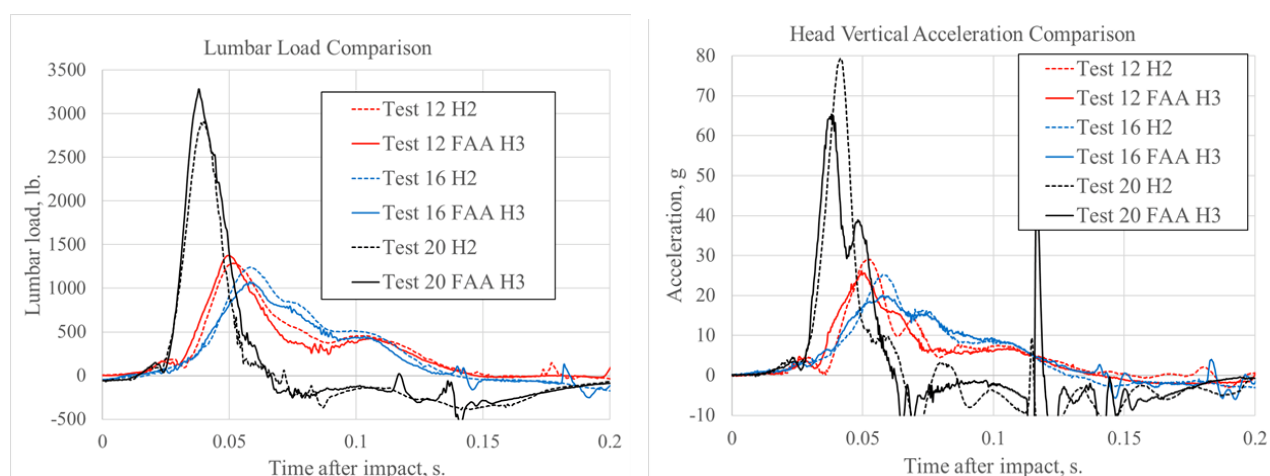 Lumbar Load Comparison
3500
3000
2500
2000
1500
1000
500
0
-500
Lumbar load, lb.
Test 12 H2
Test 12 FAA H3
Test 16 H2
Test 16 FAA H3
Test 20 H2
Test 20 FAA H3
0 0.05 0.1 0.15 0.2
Time after impact, s.
Head Vertical Acceleration Comparison
80
70
60
50
40
30
20
10
0
-10
Acceleration, g
Test 12 H2
Test 12 FAA H3
Test 16 H2
Test 16 FAA H3
Test 20 H2
Test 20 FAA H3
0 0.05 0.1 0.15 0.2
Time after impact, s.